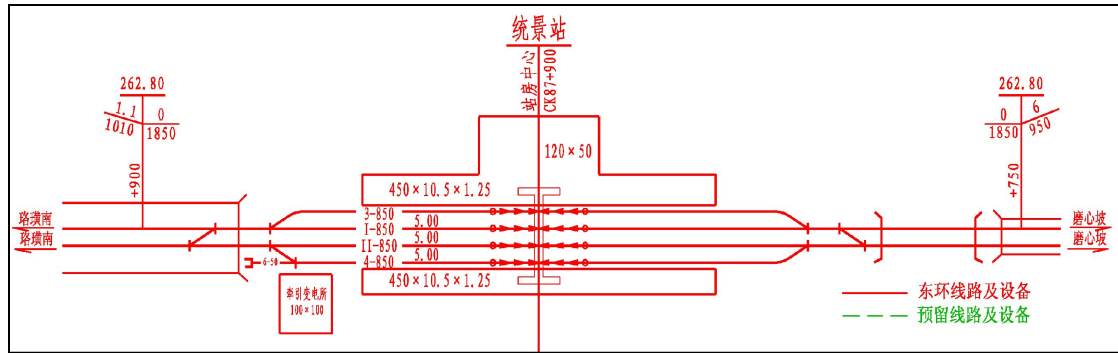 统景站
站房中心
CK87+900
262.80
1.1
1010
0
1850
+900
262.80
0
1850
6
950
+750
120×50
450×10.5×1.25
珞璜南
珞璜南
3-850
5.00
I-850
5.00
II-850
5.00
4-850
6-50
磨心坡
磨心坡
450×10.5×1.25
牵引变电所
100×100
东环线路及设备
预留线路及设备